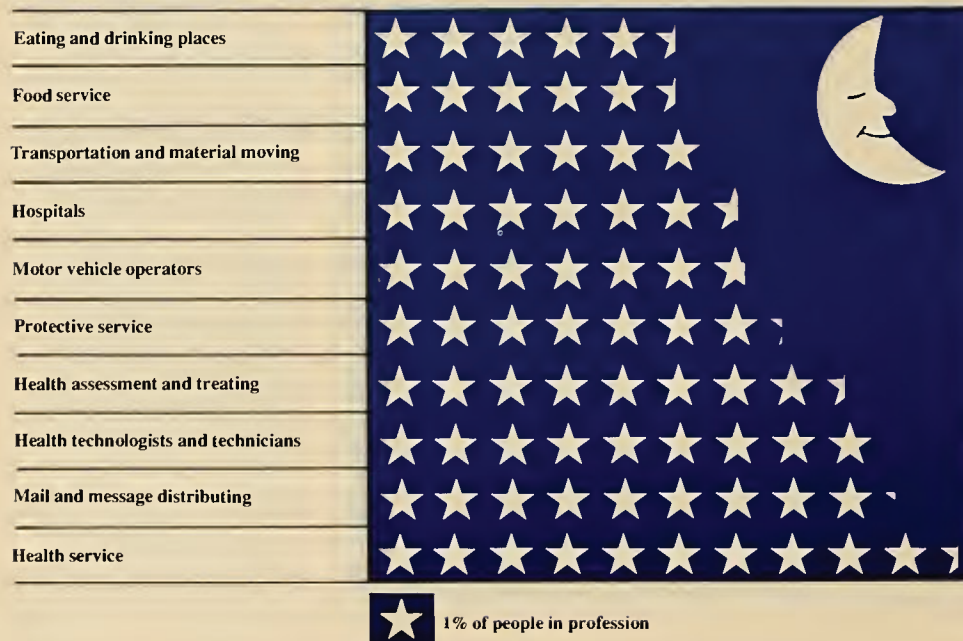 Eating and drinking places
Food service
Transportation and material moving
Hospitals
Motor vehicle operators
Protective service
Health assessment and treating
Health technologists and technicians
Mail and message distributing
Health service
1% of people in profession